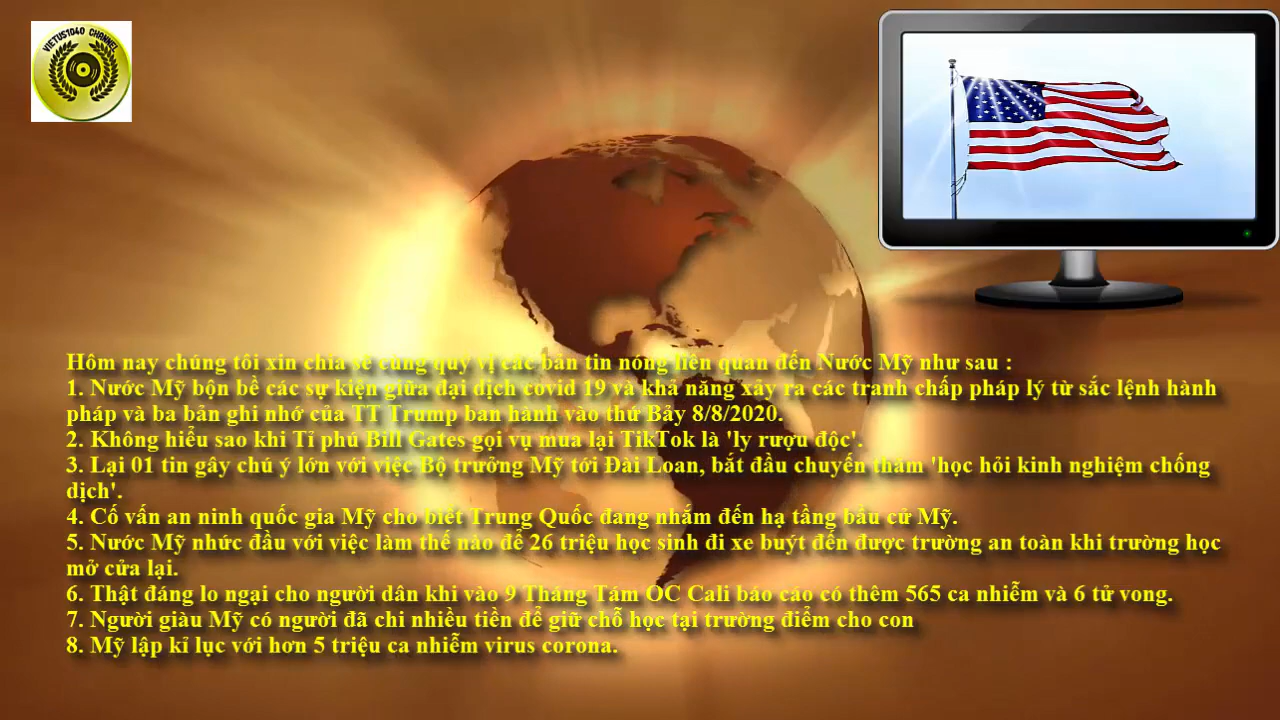 VIETUS1040 CHANNEL
Hôm nay chúng tôi xin chia sẻ cùng quý vị các bản tin nóng liên quan đến Nước Mỹ như sau :
1. Nước Mỹ bộn bề các sự kiện giữa đại dịch covid 19 và khả năng xảy ra các tranh chấp pháp lý từ sắc lệnh hành
pháp và ba bản ghi nhớ của TT Trump ban hành vào thứ Bảy 8/8/2020.
2. Không hiểu sao khi Tỉ phú Bill Gates gọi vụ mua lại TikTok là 'ly rượu độc'.
3. Lại 01 tin gây chú ý lớn với việc Bộ trưởng Mỹ tới Đài Loan, bắt đầu chuyến thăm 'học hỏi kinh nghiệm chống
dịch'.
4. Cố vấn an ninh quốc gia Mỹ cho biết Trung Quốc đang nhắm đến hạ tầng bầu cử Mỹ.
5. Nước Mỹ nhức đầu với việc làm thế nào để 26 triệu học sinh đi xe buýt đến được trường an toàn khi trường học
mở cửa lại.
6. Thật đáng lo ngại cho người dân khi vào 9 Tháng Tám OC Cali báo cáo có thêm 565 ca nhiễm và 6 tử vong.
7. Người giàu Mỹ có người đã chi nhiều tiền để giữ chỗ học tại trường điểm cho con
8. Mỹ lập kỉ lục với hơn 5 triệu ca nhiễm virus corona.